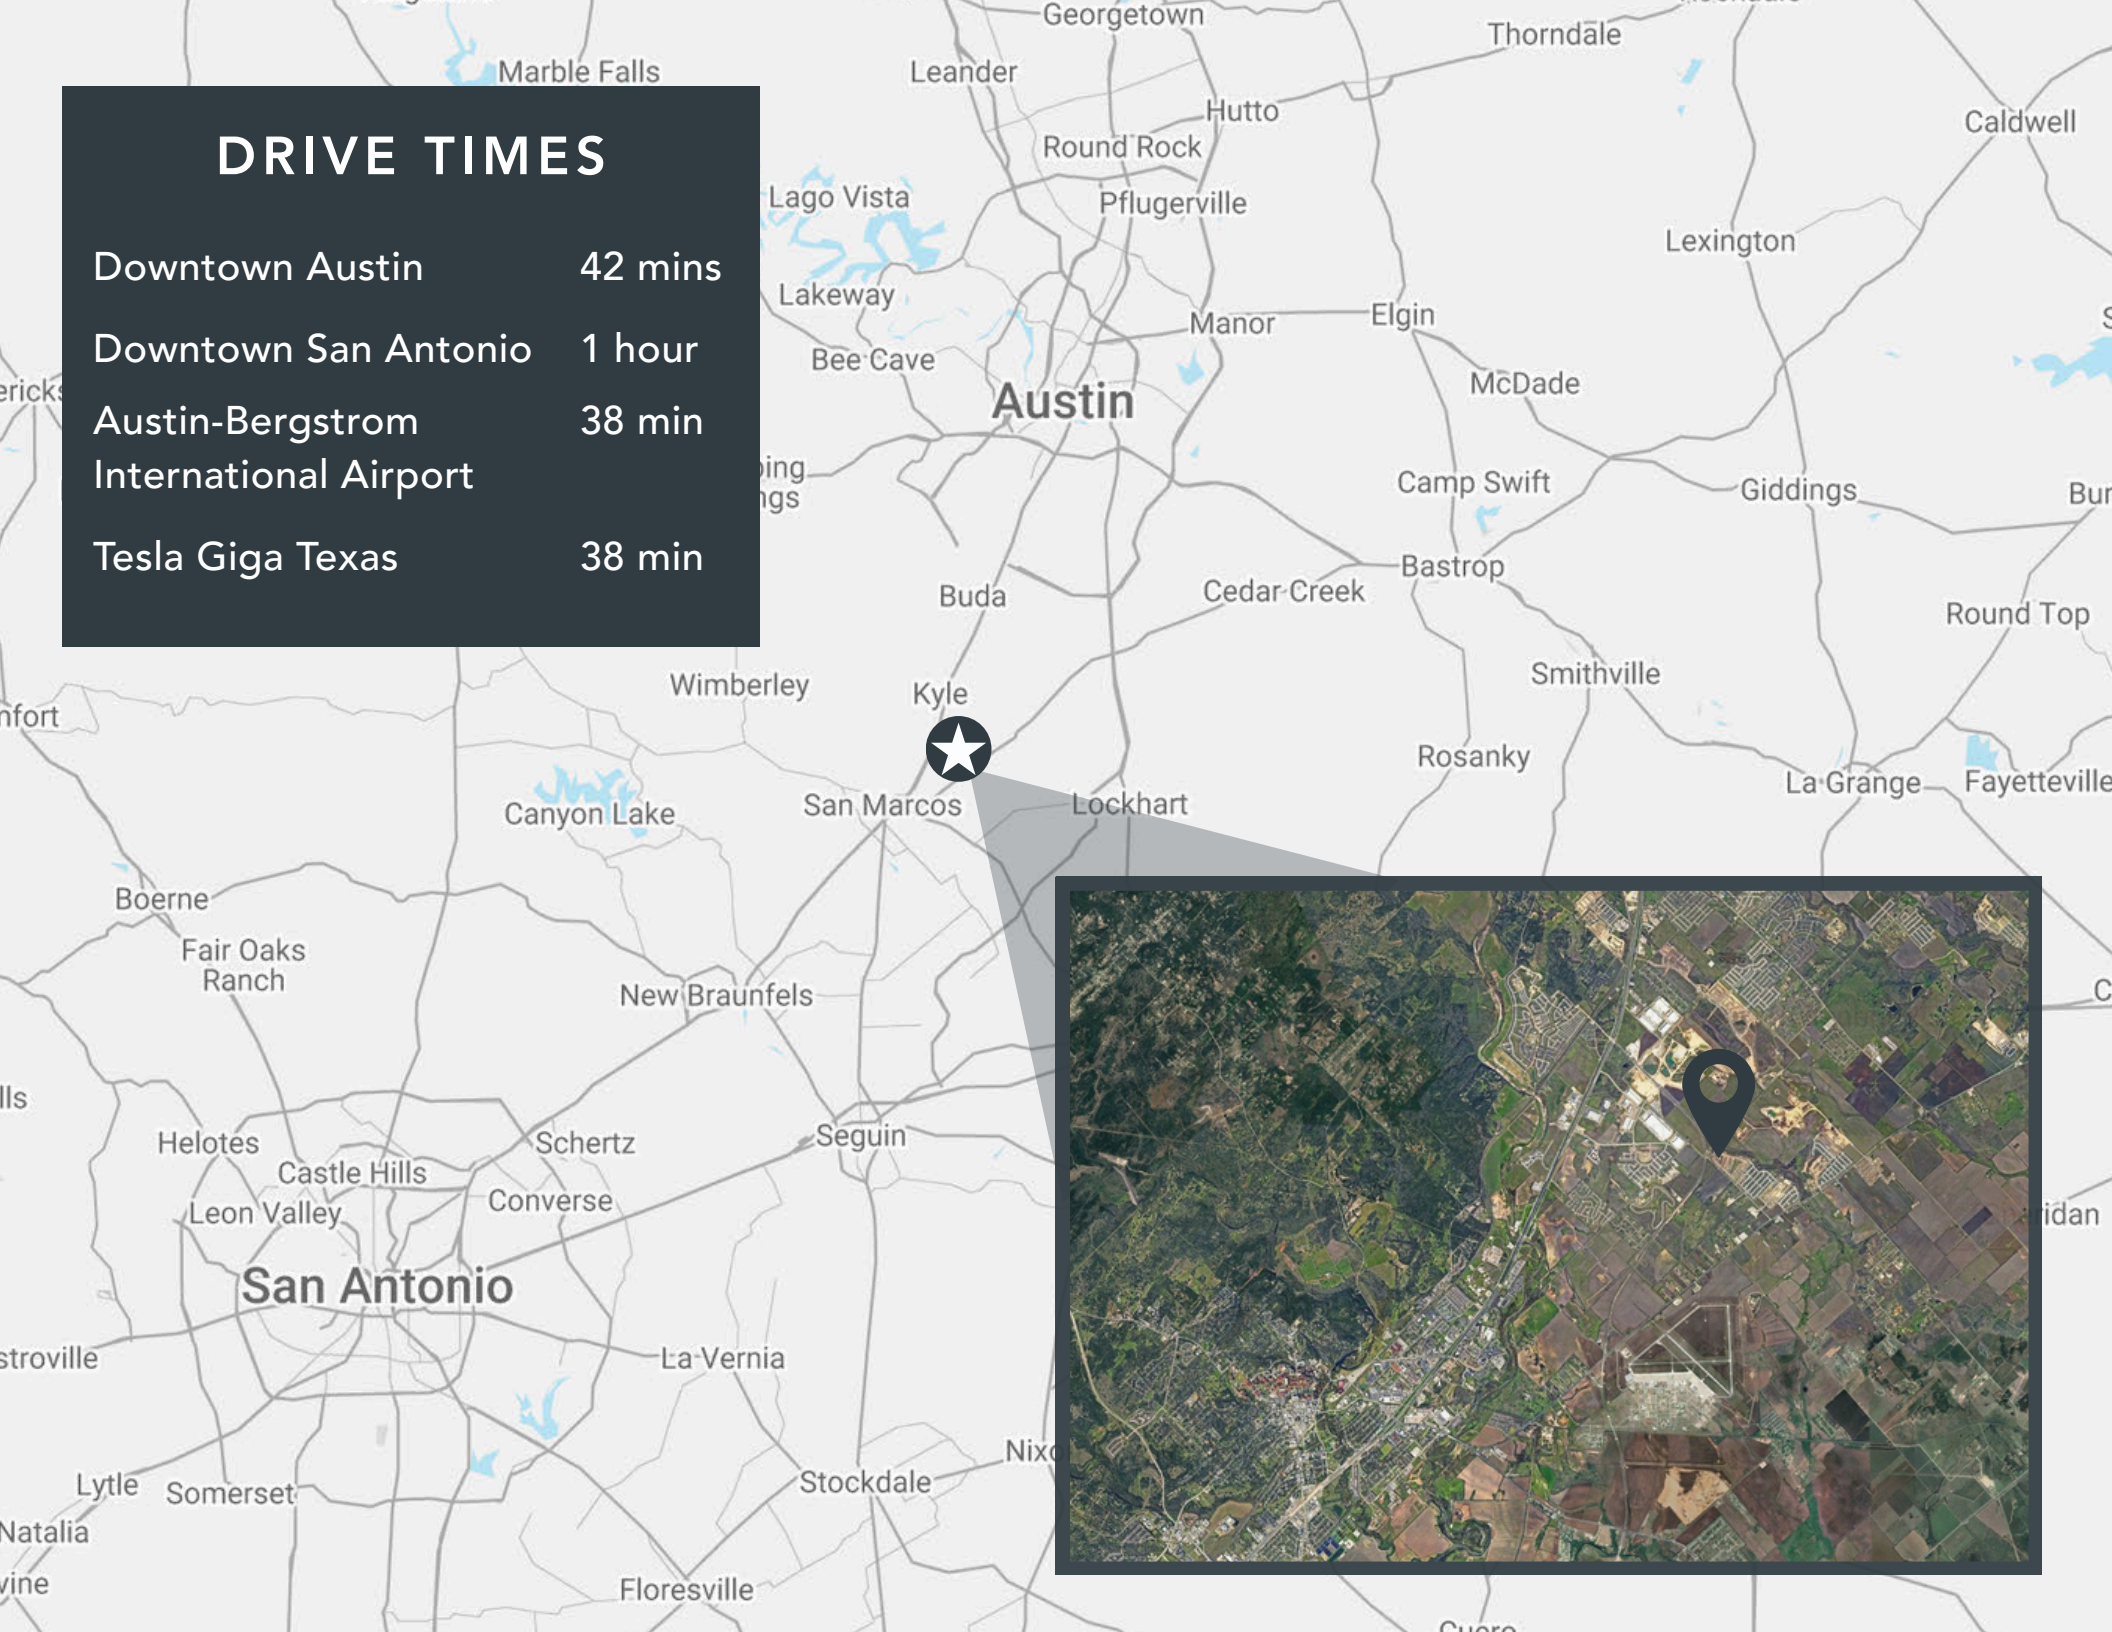 Georgetown
Thorndale
Marble Falls
Leander
Hutto
Caldwell
Round Rock
DRIVE TIMES
Lago Vista
Pflugerville
Lexington
Downtown Austin 42 mins
Lakeway
Manor
Elgin
Downtown San Antonio 1 hour
Bee Cave
McDade
Austin
Austin-Bergstrom 38 min
International Airport
Camp Swift
Giddings
Tesla Giga Texas 38 min
Bastrop
Buda
Cedar Creek
Round Top
Wimberley
Kyle
Smithville
Rosanky
La Grange
Fayetteville
San Marcos
Lockhart
Canyon Lake
Boerne
Fair Oaks
Ranch
New Braunfels
Helotes
Schertz
Seguin
Castle Hills
Leon Valley
Converse
San Antonio
La Vernia
Lytle
Somerset
Stockdale
Natalia
Floresville